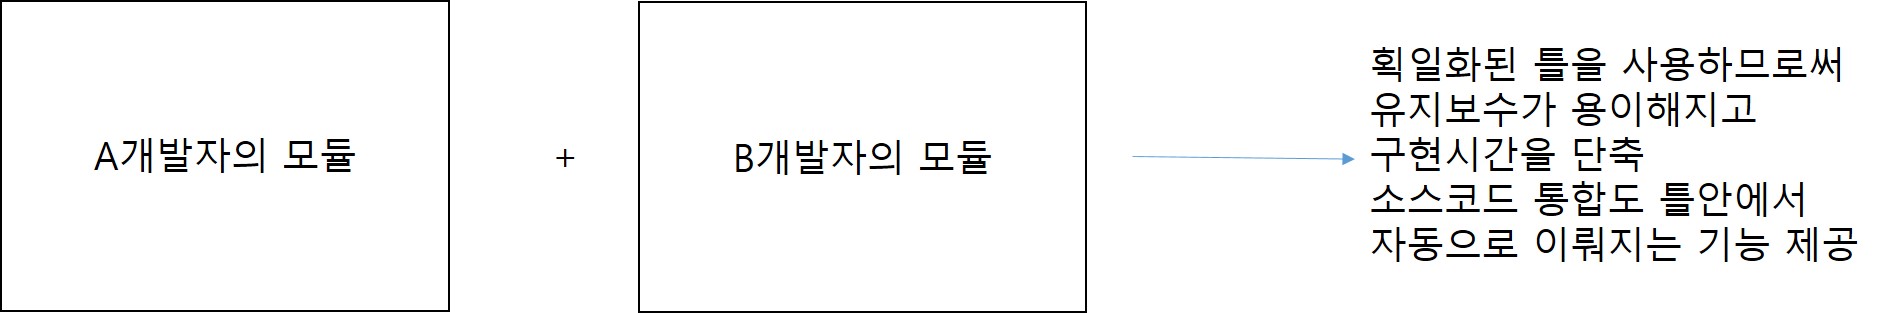 A개발자의 모듈
+
B개발자의 모듈
획일화된 틀을 사용하므로써
유지보수가 용이해지고
구현시간을 단축
소스코드 통합도 틀안에서
자동으로 이뤄지는 기능 제공